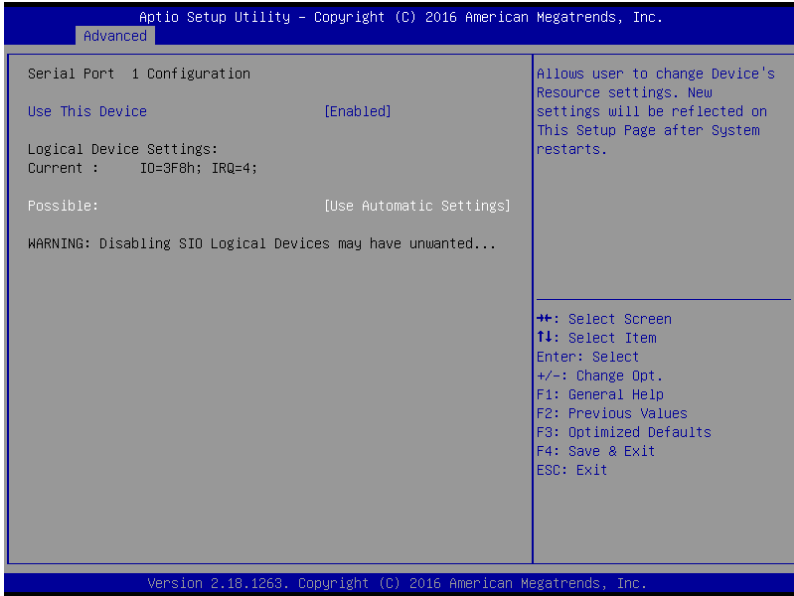 Aptio Setup Utility – Copyright (C) 2016 American Megatrends, Inc.
Advanced
Serial Port  1 Configuration
Use This Device [Enabled]
Logical Device Settings:
Current : IO=3F8h; IRQ=4;
Possible: [Use Automatic Settings]
WARNING: Disabling SIO Logical Devices may have unwanted...
Allows user to change Device's
Resource settings. New
settings will be reflected on
This Setup Page after System
restarts.
→←: Select Screen
↑↓: Select Item
Enter: Select
+/-: Change Opt.
F1: General Help
F2: Previous Values
F3: Optimized Defaults
F4: Save & Exit
ESC: Exit
Version 2.18.1263. Copyright (C) 2016 American Megatrends, Inc.